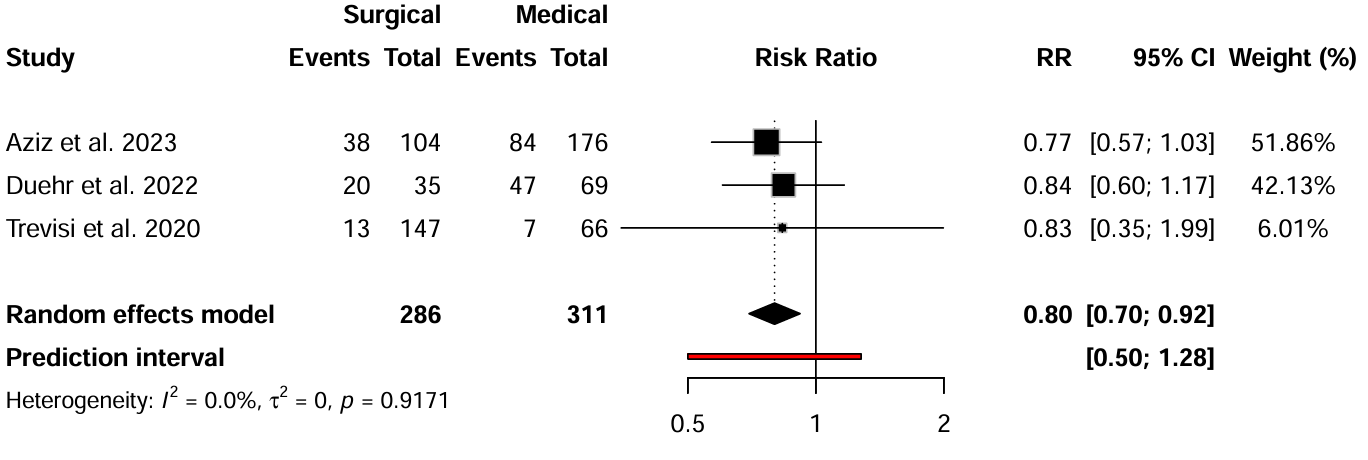 Surgical Medical
Study Events Total Events Total Risk Ratio RR 95% CI Weight (%)
Aziz et al. 2023 38 104 84 176 0.77 [0.57; 1.03] 51.86%
Duehr et al. 2022 20 35 47 69 0.84 [0.60; 1.17] 42.13%
Trevisi et al. 2020 13 147 7 66 0.83 [0.35; 1.99] 6.01%
Random effects model 286 311 0.80 [0.70; 0.92]
Prediction interval [0.50; 1.28]
Heterogeneity: I² = 0.0%, τ² = 0, p = 0.9171
0.5 1 2